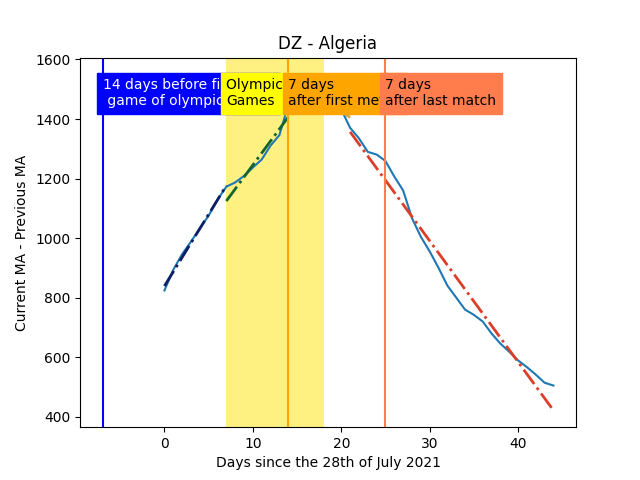 DZ - Algeria
14 days before fi
game of olympic
Olympic
Games
7 days
after first me
7 days
after last match
Current MA - Previous MA
1600
1400
1200
1000
800
600
400
0
10
20
30
40
Days since the 28th of July 2021